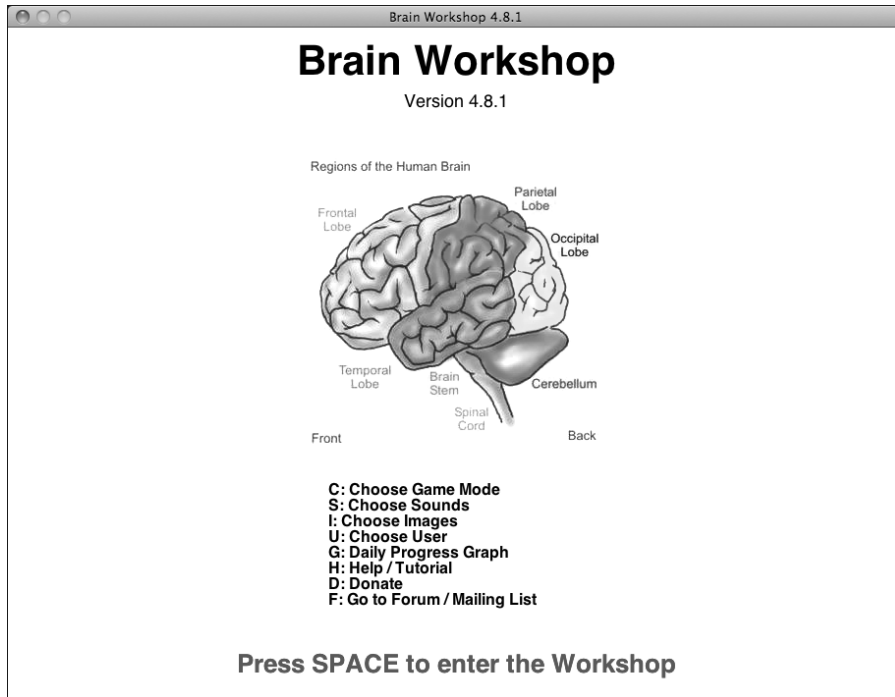 Brain Workshop 4.8.1
Brain Workshop
Version 4.8.1
Regions of the Human Brain
Parietal
Lobe
Frontal
Lobe
Occipital
Lobe
Temporal
Lobe
Brain
Stem
Cerebellum
Spinal
Cord
Front
Back
C: Choose Game Mode
S: Choose Sounds
I: Choose Images
U: Choose User
G: Daily Progress Graph
H: Help / Tutorial
D: Donate
F: Go to Forum / Mailing List
Press SPACE to enter the Workshop